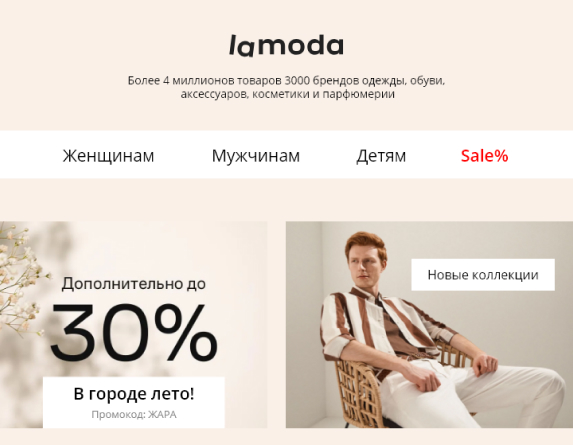 lamoda
Более 4 миллионов товаров 3000 брендов одежды, обуви,
аксессуаров, косметики и парфюмерии
Женщинам Мужчинам Детям Sale%
Дополнительно до
30%
В городе лето!
Промокод: ЖАРА
Новые коллекции